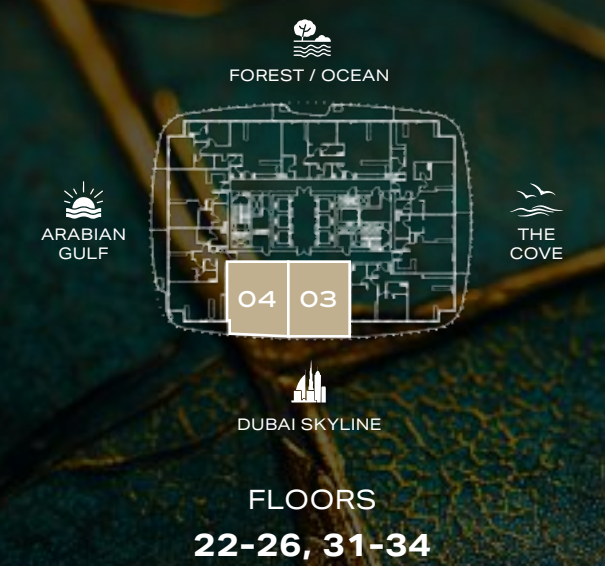 FOREST / OCEAN
ARABIAN
GULF
THE
COVE
04 03
DUBAI SKYLINE
FLOORS
22-26, 31-34